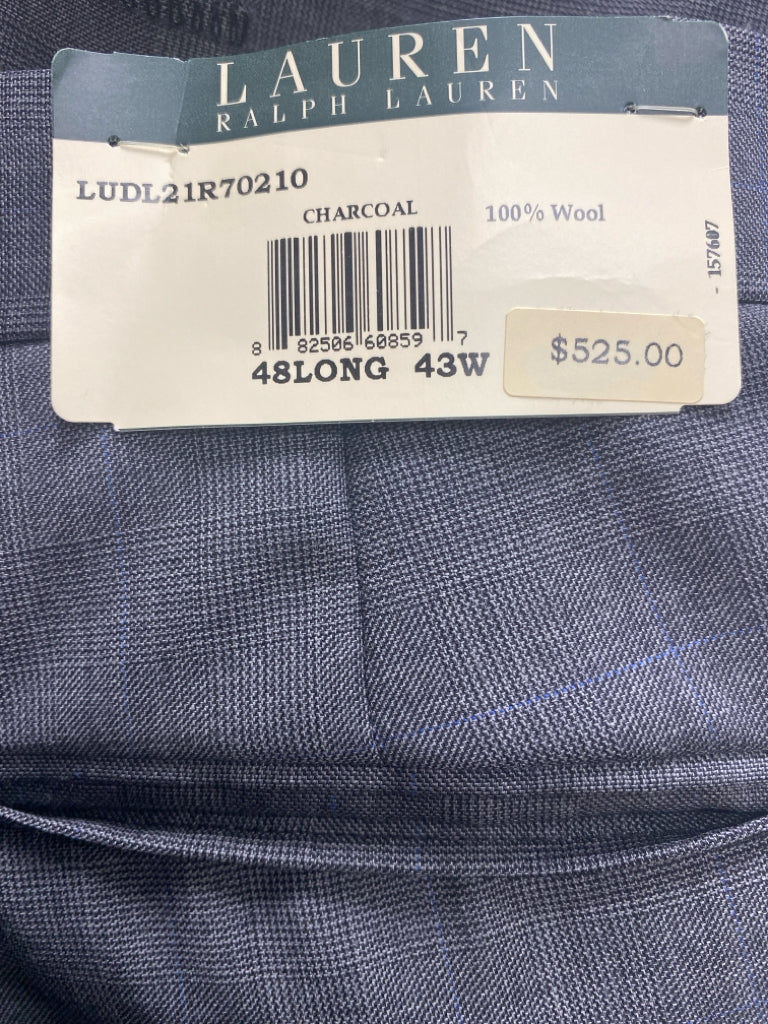 LAUREN
RALPH LAUREN
LUDL21R70210
CHARCOAL
100% Wool
- 157607
8 82506 60859 7
48LONG 43W
$525.00